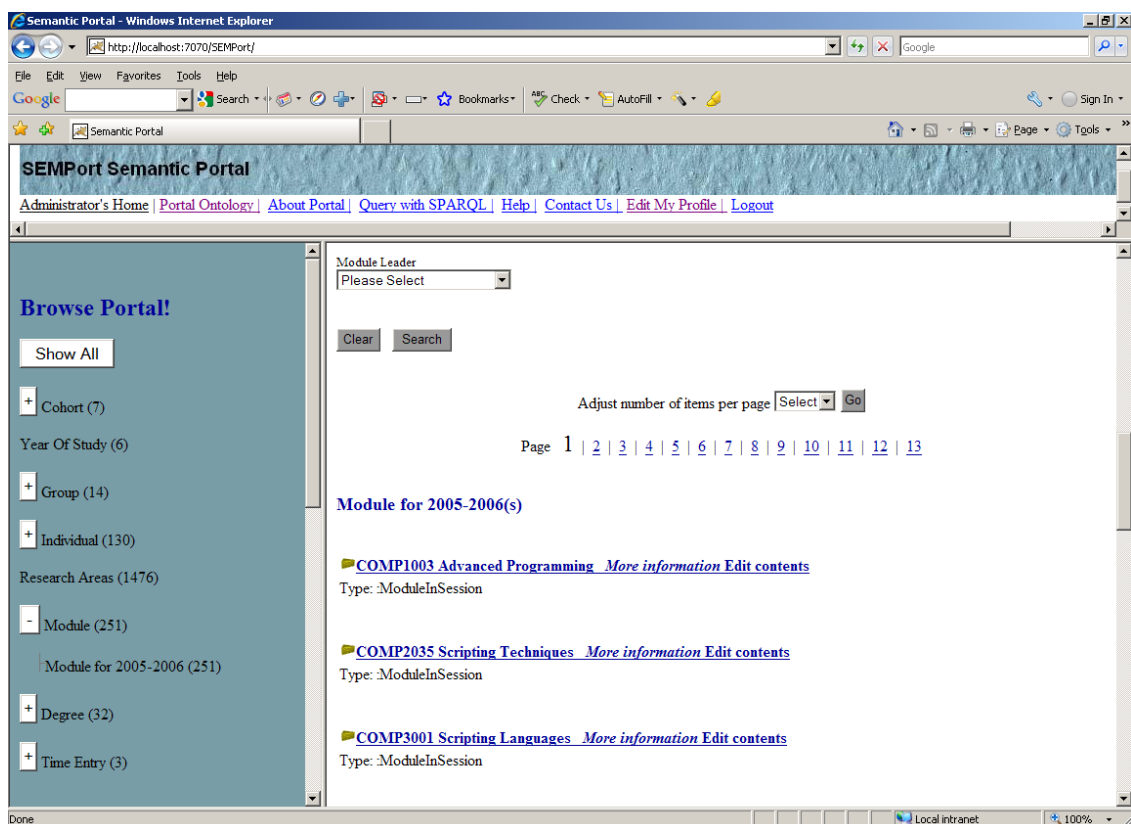 Semantic Portal - Windows Internet Explorer
http://localhost:7070/SEMPort/
Google
File Edit View Favorites Tools Help
Google Search Bookmarks ABC Check AutoFill Sign In
Semantic Portal Page Tools »
SEMPort Semantic Portal
Administrator's Home | Portal Ontology | About Portal | Query with SPARQL | Help | Contact Us | Edit My Profile | Logout
Browse Portal!
Show All
+ Cohort (7)
Year Of Study (6)
+ Group (14)
+ Individual (130)
Research Areas (1476)
- Module (251)
Module for 2005-2006 (251)
+ Degree (32)
+ Time Entry (3)
Module Leader
Please Select
Clear Search
Adjust number of items per page Select Go
Page 1 | 2 | 3 | 4 | 5 | 6 | 7 | 8 | 9 | 10 | 11 | 12 | 13
Module for 2005-2006(s)
COMP1003 Advanced Programming More information Edit contents
Type: :ModuleInSession
COMP2035 Scripting Techniques More information Edit contents
Type: :ModuleInSession
COMP3001 Scripting Languages More information Edit contents
Type: :ModuleInSession
Done Local intranet 100%